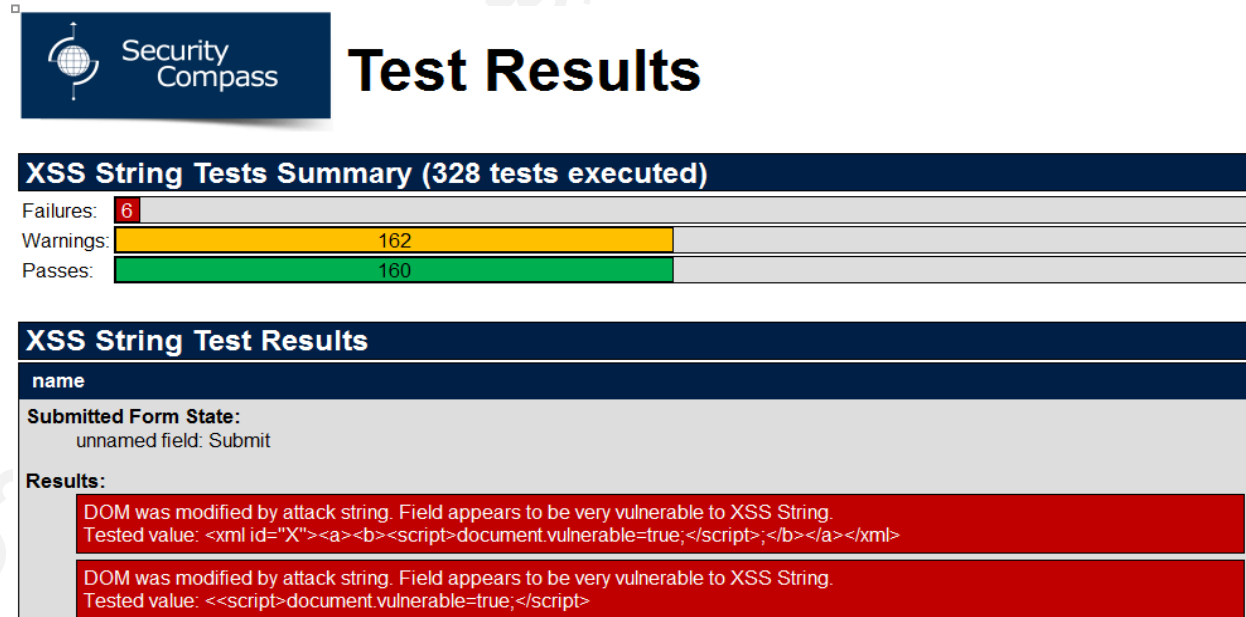 Security
Compass
Test Results
XSS String Tests Summary (328 tests executed)
Failures: 6
Warnings: 162
Passes: 160
XSS String Test Results
name
Submitted Form State:
unnamed field: Submit
Results:
DOM was modified by attack string. Field appears to be very vulnerable to XSS String.
Tested value: <xml id="X"><a><b><script>document.vulnerable=true;</script>;</b></a></xml>
DOM was modified by attack string. Field appears to be very vulnerable to XSS String.
Tested value: <<script>document.vulnerable=true;</script>